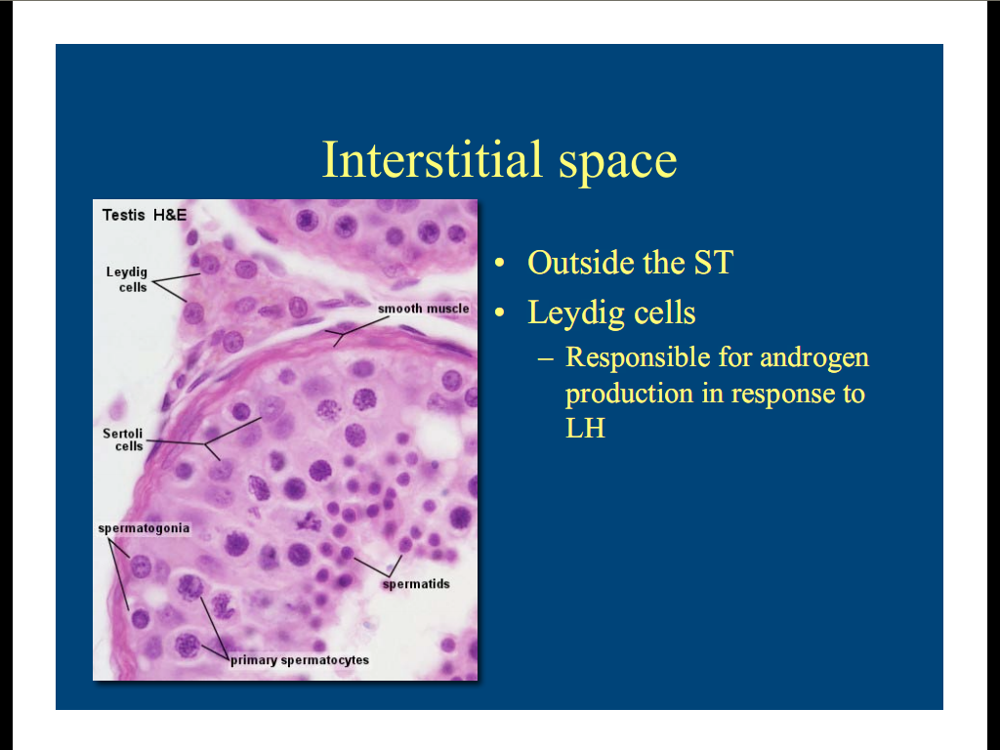 Interstitial space
Testis H&E
Leydig
cells
smooth muscle
Sertoli
cells
spermatogonia
spermatids
primary spermatocytes
• Outside the ST
• Leydig cells
– Responsible for androgen
production in response to
LH